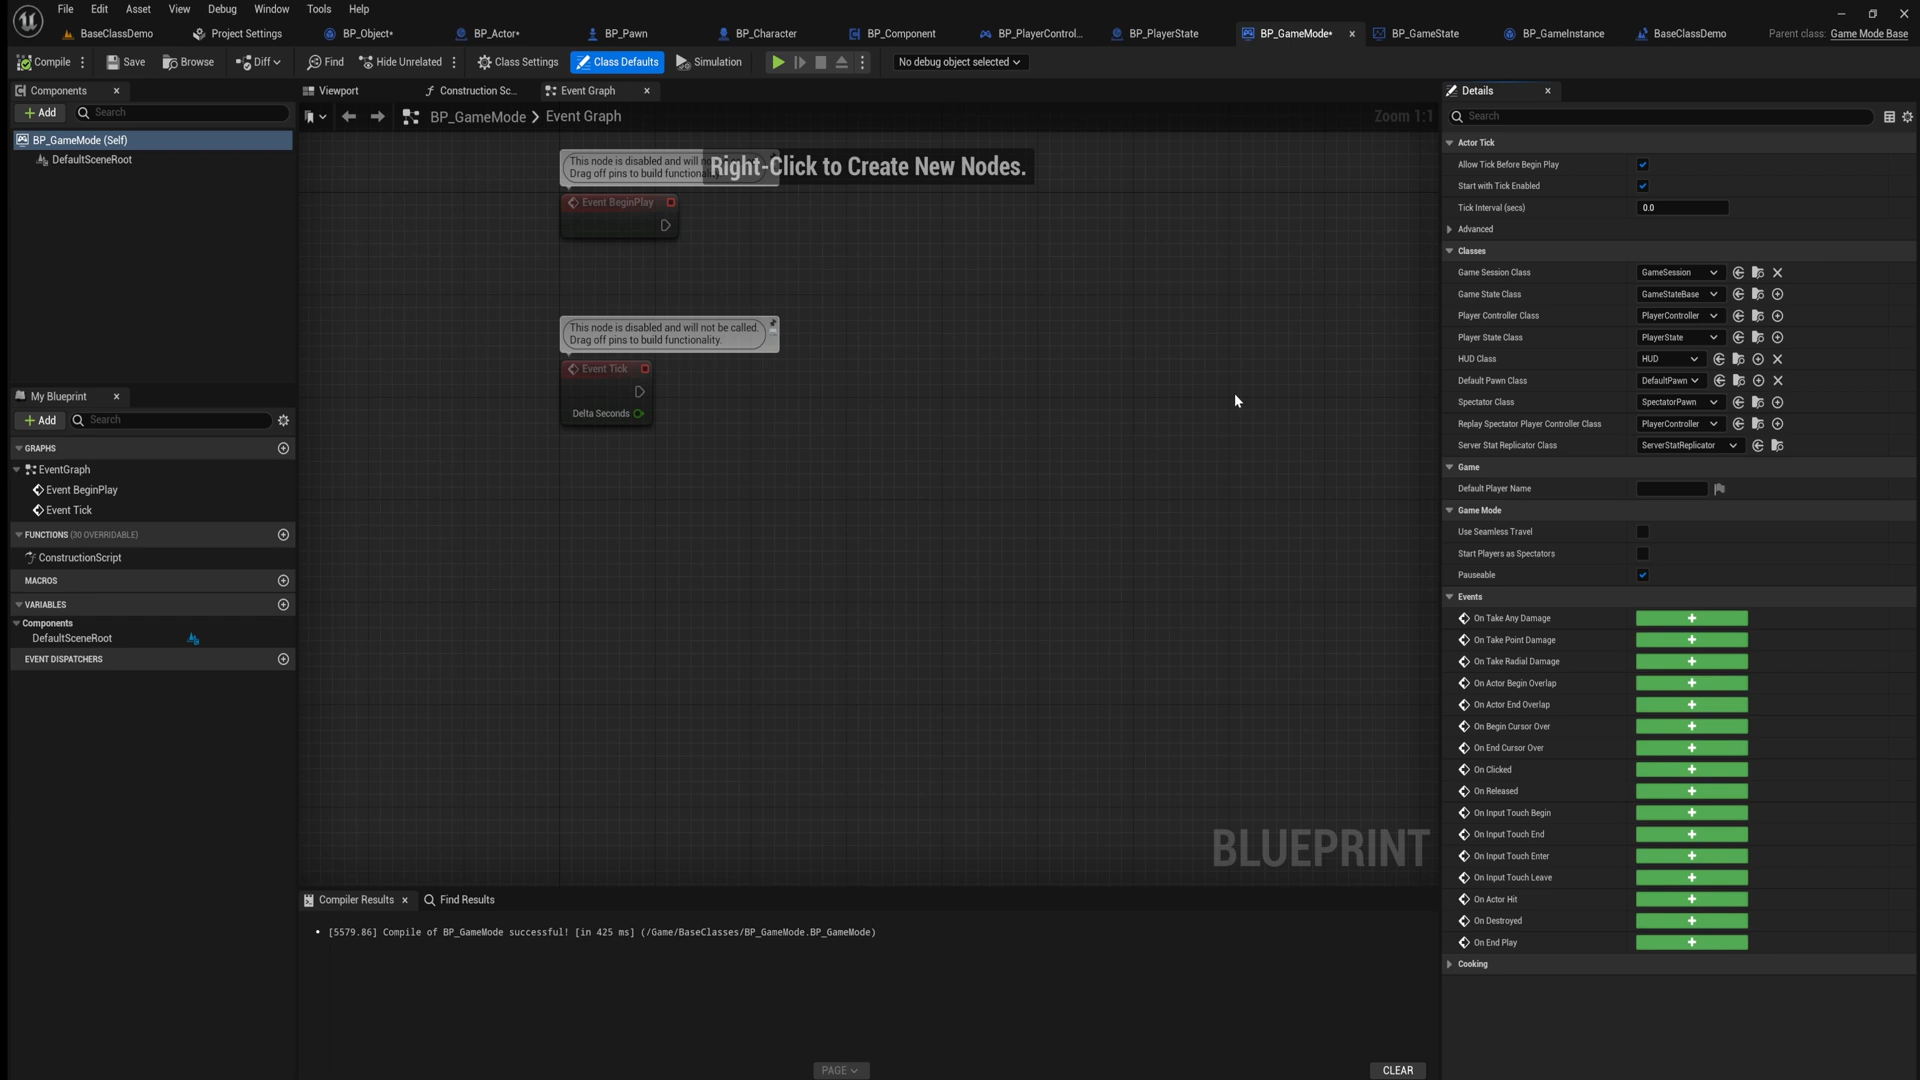 File Edit Asset View Debug Window Tools Help
BaseClassDemo Project Settings BP_Object* BP_Actor* BP_Pawn BP_Character BP_Component BP_PlayerControl... BP_PlayerState BP_GameMode* BP_GameState BP_GameInstance BaseClassDemo Parent class: Game Mode Base
Compile Save Browse Diff Find Hide Unrelated Class Settings Class Defaults Simulation No debug object selected
Components
Add Search
BP_GameMode (Self)
DefaultSceneRoot
My Blueprint
Add Search
GRAPHS
EventGraph
Event BeginPlay
Event Tick
FUNCTIONS (30 OVERRIDABLE)
ConstructionScript
MACROS
VARIABLES
Components
DefaultSceneRoot
EVENT DISPATCHERS
Viewport Construction Sc... Event Graph
BP_GameMode > Event Graph Zoom 1:1
This node is disabled and will no
Drag off pins to build functionality.
Right-Click to Create New Nodes.
Event BeginPlay
This node is disabled and will not be called.
Drag off pins to build functionality.
Event Tick
Delta Seconds
BLUEPRINT
Compiler Results Find Results
[5579.86] Compile of BP_GameMode successful! [in 425 ms] (/Game/BaseClasses/BP_GameMode.BP_GameMode)
PAGE CLEAR
Details
Search
Actor Tick
Allow Tick Before Begin Play
Start with Tick Enabled
Tick Interval (secs) 0.0
Advanced
Classes
Game Session Class GameSession
Game State Class GameStateBase
Player Controller Class PlayerController
Player State Class PlayerState
HUD Class HUD
Default Pawn Class DefaultPawn
Spectator Class SpectatorPawn
Replay Spectator Player Controller Class PlayerController
Server Stat Replicator Class ServerStatReplicator
Game
Default Player Name
Game Mode
Use Seamless Travel
Start Players as Spectators
Pauseable
Events
On Take Any Damage
On Take Point Damage
On Take Radial Damage
On Actor Begin Overlap
On Actor End Overlap
On Begin Cursor Over
On End Cursor Over
On Clicked
On Released
On Input Touch Begin
On Input Touch End
On Input Touch Enter
On Input Touch Leave
On Actor Hit
On Destroyed
On End Play
Cooking